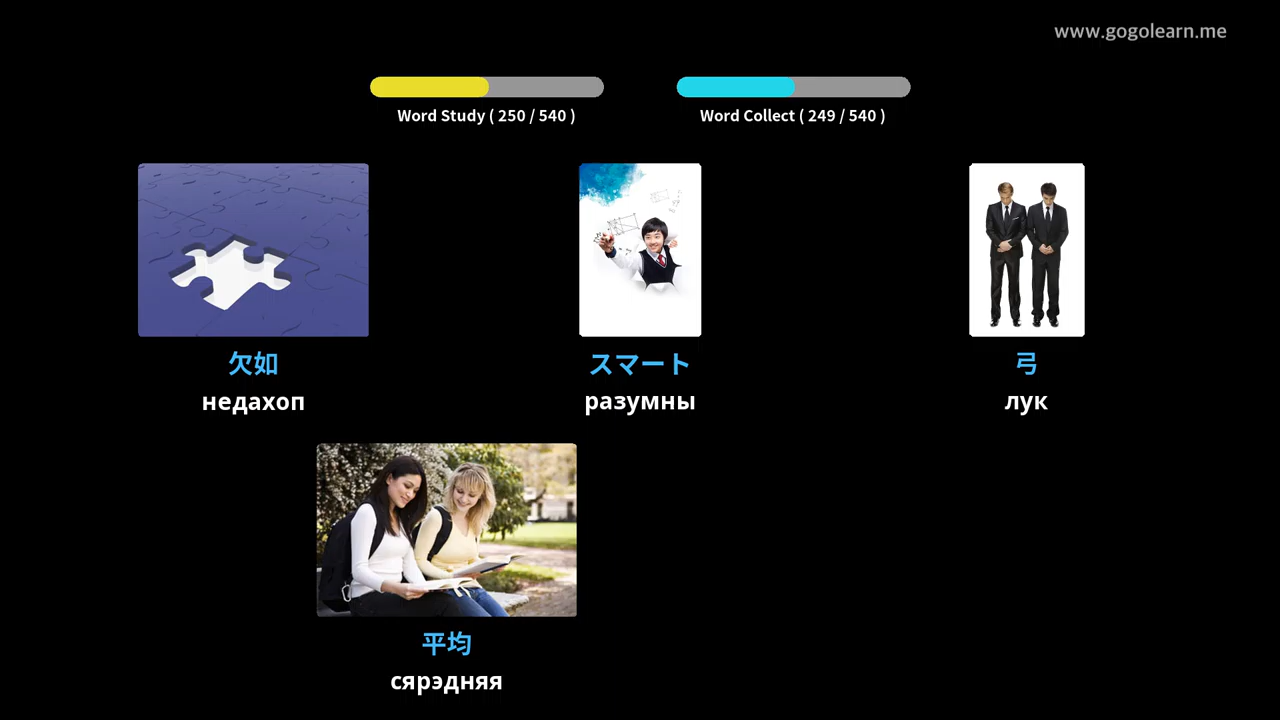 www.gogolearn.me
Word Study ( 250 / 540 )
Word Collect ( 249 / 540 )
欠如
недахоп
スマート
разумны
弓
лук
平均
сярэдняя